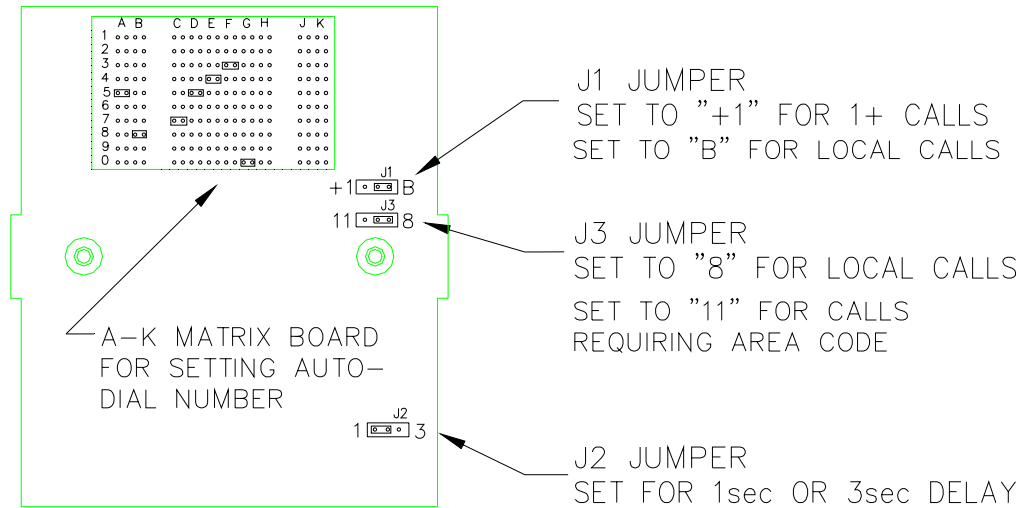 A B C D E F G H J K
1
2
3
4
5
6
7
8
9
0
J1
+1 B
J3
11 8
A-K MATRIX BOARD
FOR SETTING AUTO-
DIAL NUMBER
J2
1 3
J1 JUMPER
SET TO "+1" FOR 1+ CALLS
SET TO "B" FOR LOCAL CALLS
J3 JUMPER
SET TO "8" FOR LOCAL CALLS
SET TO "11" FOR CALLS
REQUIRING AREA CODE
J2 JUMPER
SET FOR 1sec OR 3sec DELAY